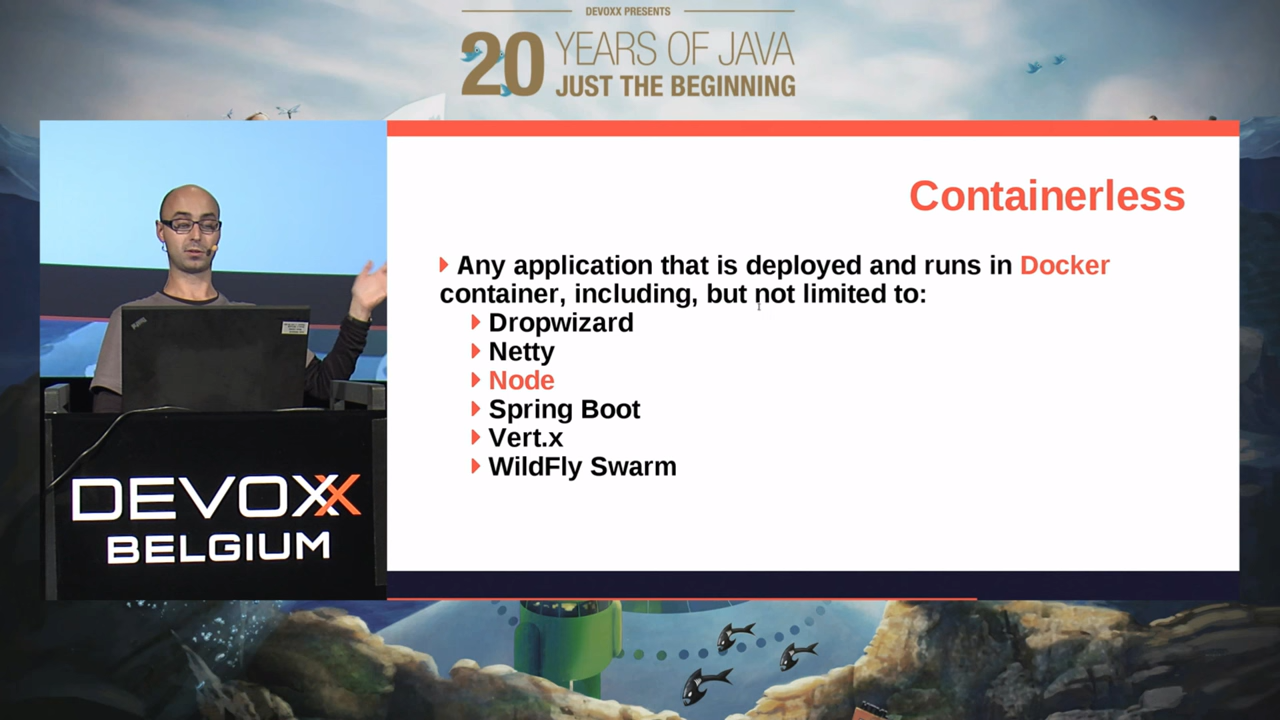 DEVOXX PRESENTS
20 YEARS OF JAVA
JUST THE BEGINNING
Containerless
Any application that is deployed and runs in Docker
container, including, but not limited to:
Dropwizard
Netty
Node
Spring Boot
Vert.x
WildFly Swarm
DEVOXX
BELGIUM